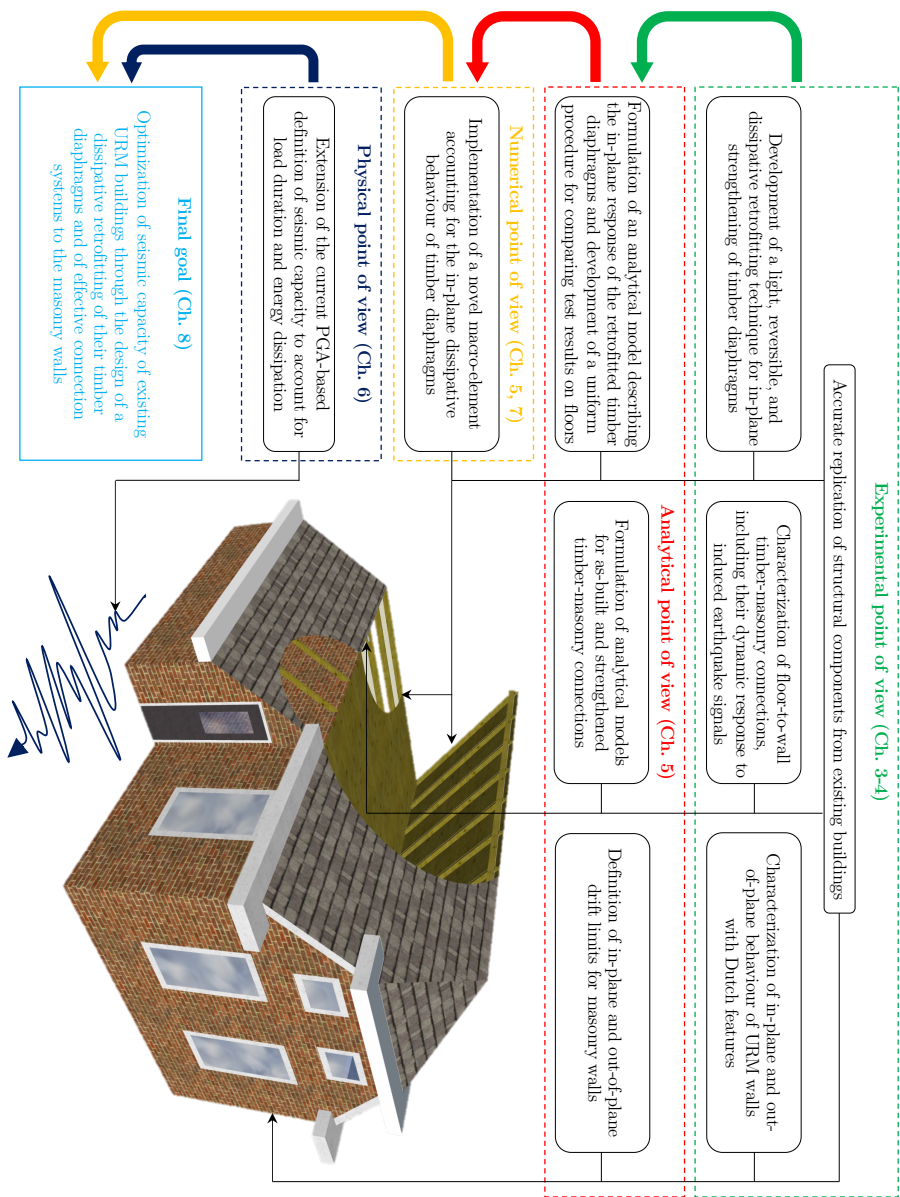 Experimental point of view (Ch. 3-4)
Accurate replication of structural components from existing buildings
Development of a light, reversible, and
dissipative retrofitting technique for in-plane
strengthening of timber diaphragms
Characterization of floor-to-wall
timber-masonry connections,
including their dynamic response to
induced earthquake signals
Characterization of in-plane and out-
of-plane behaviour of URM walls
with Dutch features
Analytical point of view (Ch. 5)
Formulation of an analytical model describing
the in-plane response of the retrofitted timber
diaphragms and development of a uniform
procedure for comparing test results on floors
Formulation of analytical models
for as-built and strengthened
timber-masonry connections
Definition of in-plane and out-of-plane
drift limits for masonry walls
Numerical point of view (Ch. 5, 7)
Implementation of a novel macro-element
accounting for the in-plane dissipative
behaviour of timber diaphragms
Physical point of view (Ch. 6)
Extension of the current PGA-based
definition of seismic capacity to account for
load duration and energy dissipation
Final goal (Ch. 8)
Optimization of seismic capacity of existing
URM buildings through the design of a
dissipative retrofitting of their timber
diaphragms and of effective connection
systems to the masonry walls